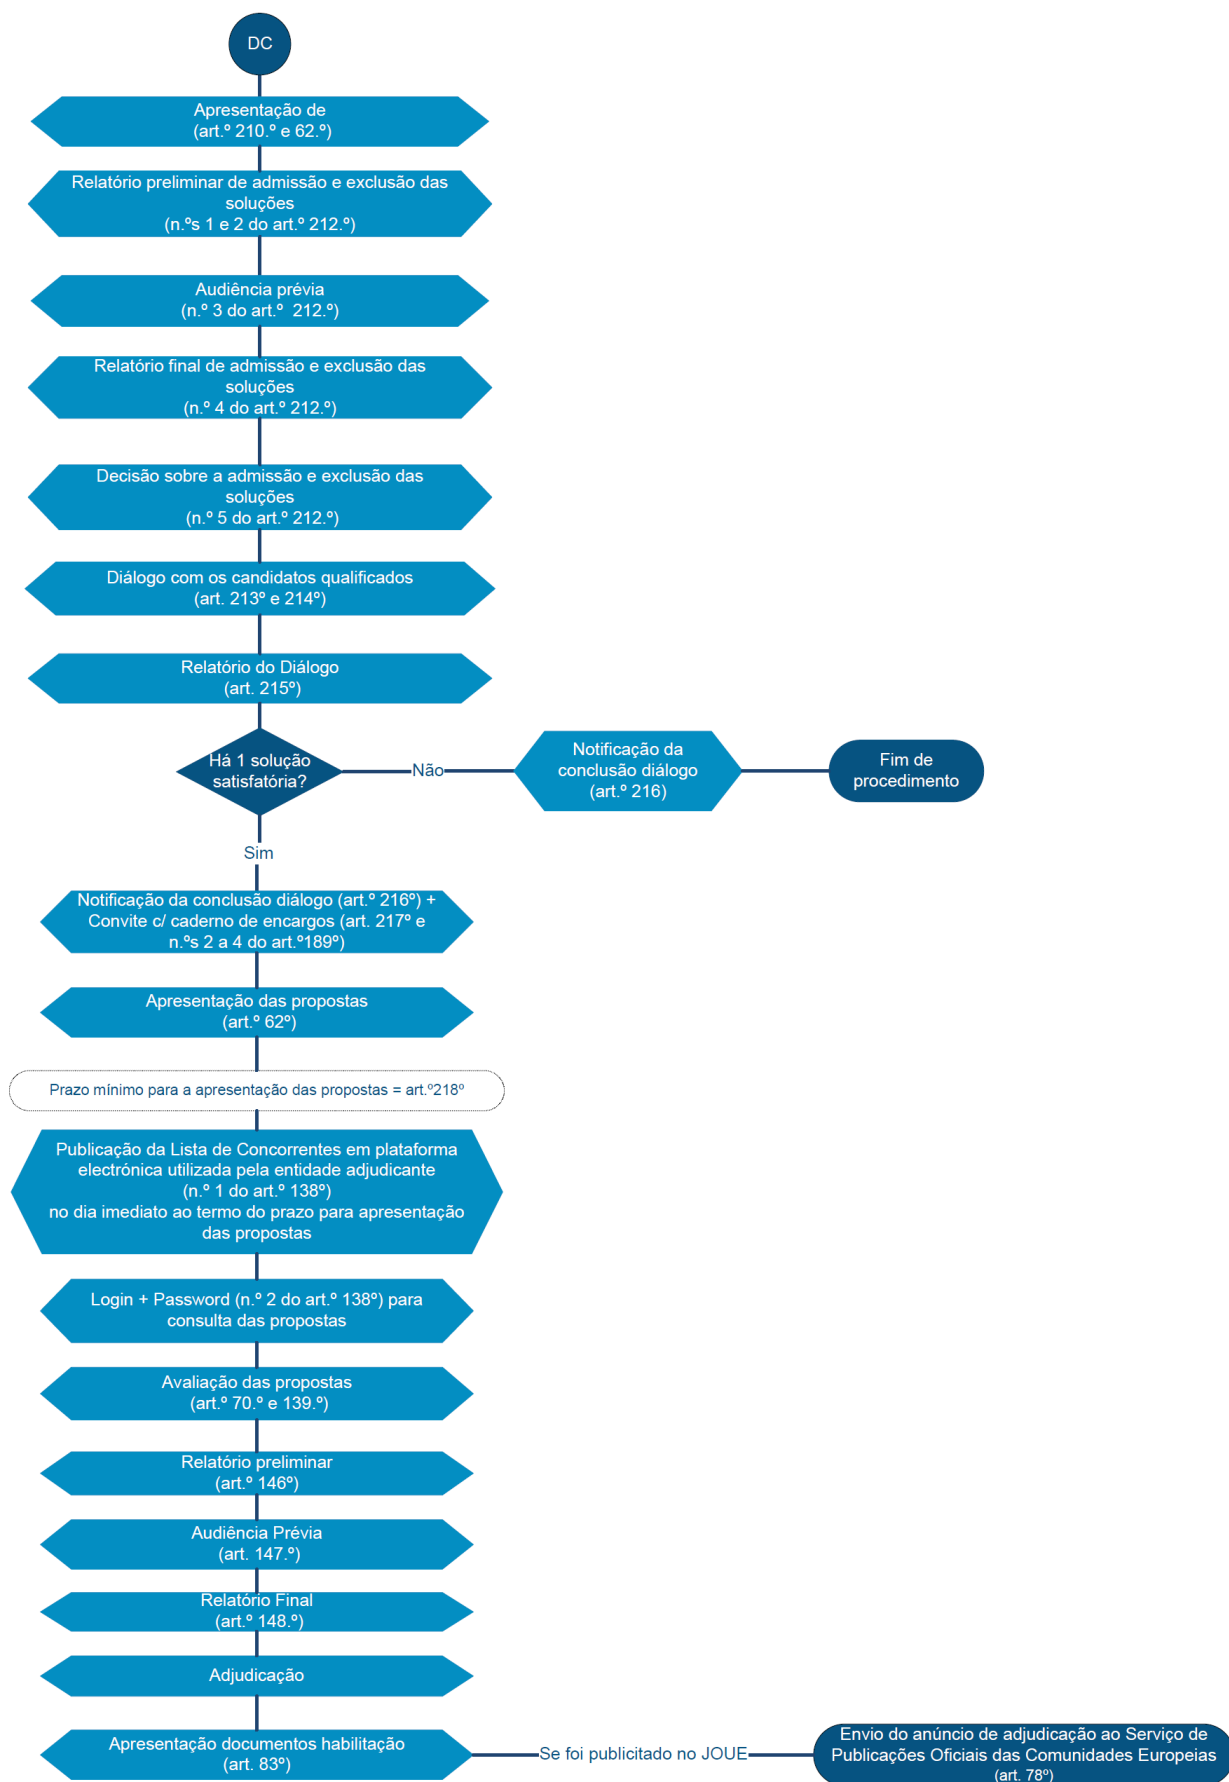 DC
Apresentação de
(art.º 210.º e 62.º)
Relatório preliminar de admissão e exclusão das
soluções
(n.ºs 1 e 2 do art.º 212.º)
Audiência prévia
(n.º 3 do art.º 212.º)
Relatório final de admissão e exclusão das
soluções
(n.º 4 do art.º 212.º)
Decisão sobre a admissão e exclusão das
soluções
(n.º 5 do art.º 212.º)
Diálogo com os candidatos qualificados
(art. 213º e 214º)
Relatório do Diálogo
(art. 215º)
Há 1 solução
satisfatória?
Não
Notificação da
conclusão diálogo
(art.º 216)
Fim de
procedimento
Sim
Notificação da conclusão diálogo (art.º 216º) +
Convite c/ caderno de encargos (art. 217º e
n.ºs 2 a 4 do art.º189º)
Apresentação das propostas
(art.º 62º)
Prazo mínimo para a apresentação das propostas = art.º218º
Publicação da Lista de Concorrentes em plataforma
electrónica utilizada pela entidade adjudicante
(n.º 1 do art.º 138º)
no dia imediato ao termo do prazo para apresentação
das propostas
Login + Password (n.º 2 do art.º 138º) para
consulta das propostas
Avaliação das propostas
(art.º 70.º e 139.º)
Relatório preliminar
(art.º 146º)
Audiência Prévia
(art. 147.º)
Relatório Final
(art.º 148.º)
Adjudicação
Apresentação documentos habilitação
(art. 83º)
Se foi publicitado no JOUE
Envio do anúncio de adjudicação ao Serviço de
Publicações Oficiais das Comunidades Europeias
(art. 78º)